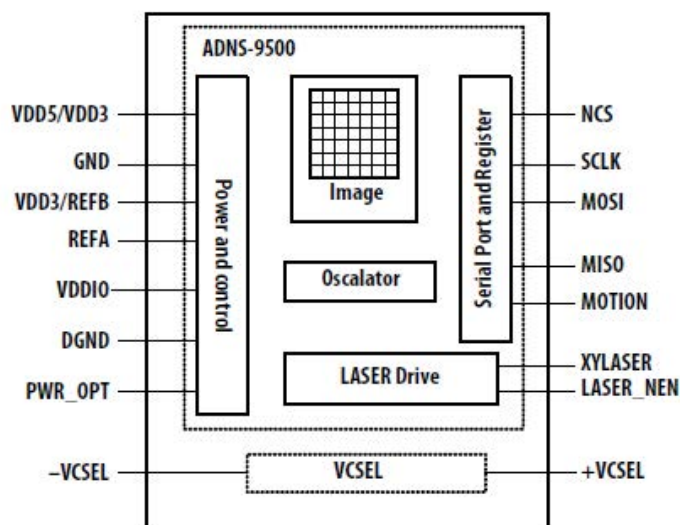 ADNS-9500
VDD5/VDD3
GND
VDD3/REFB
REFA
VDDIO
DGND
PWR_OPT
–VCSEL
Power and control
Image
Oscalator
LASER Drive
VCSEL
Serial Port and Register
NCS
SCLK
MOSI
MISO
MOTION
XYLASER
LASER_NEN
+VCSEL